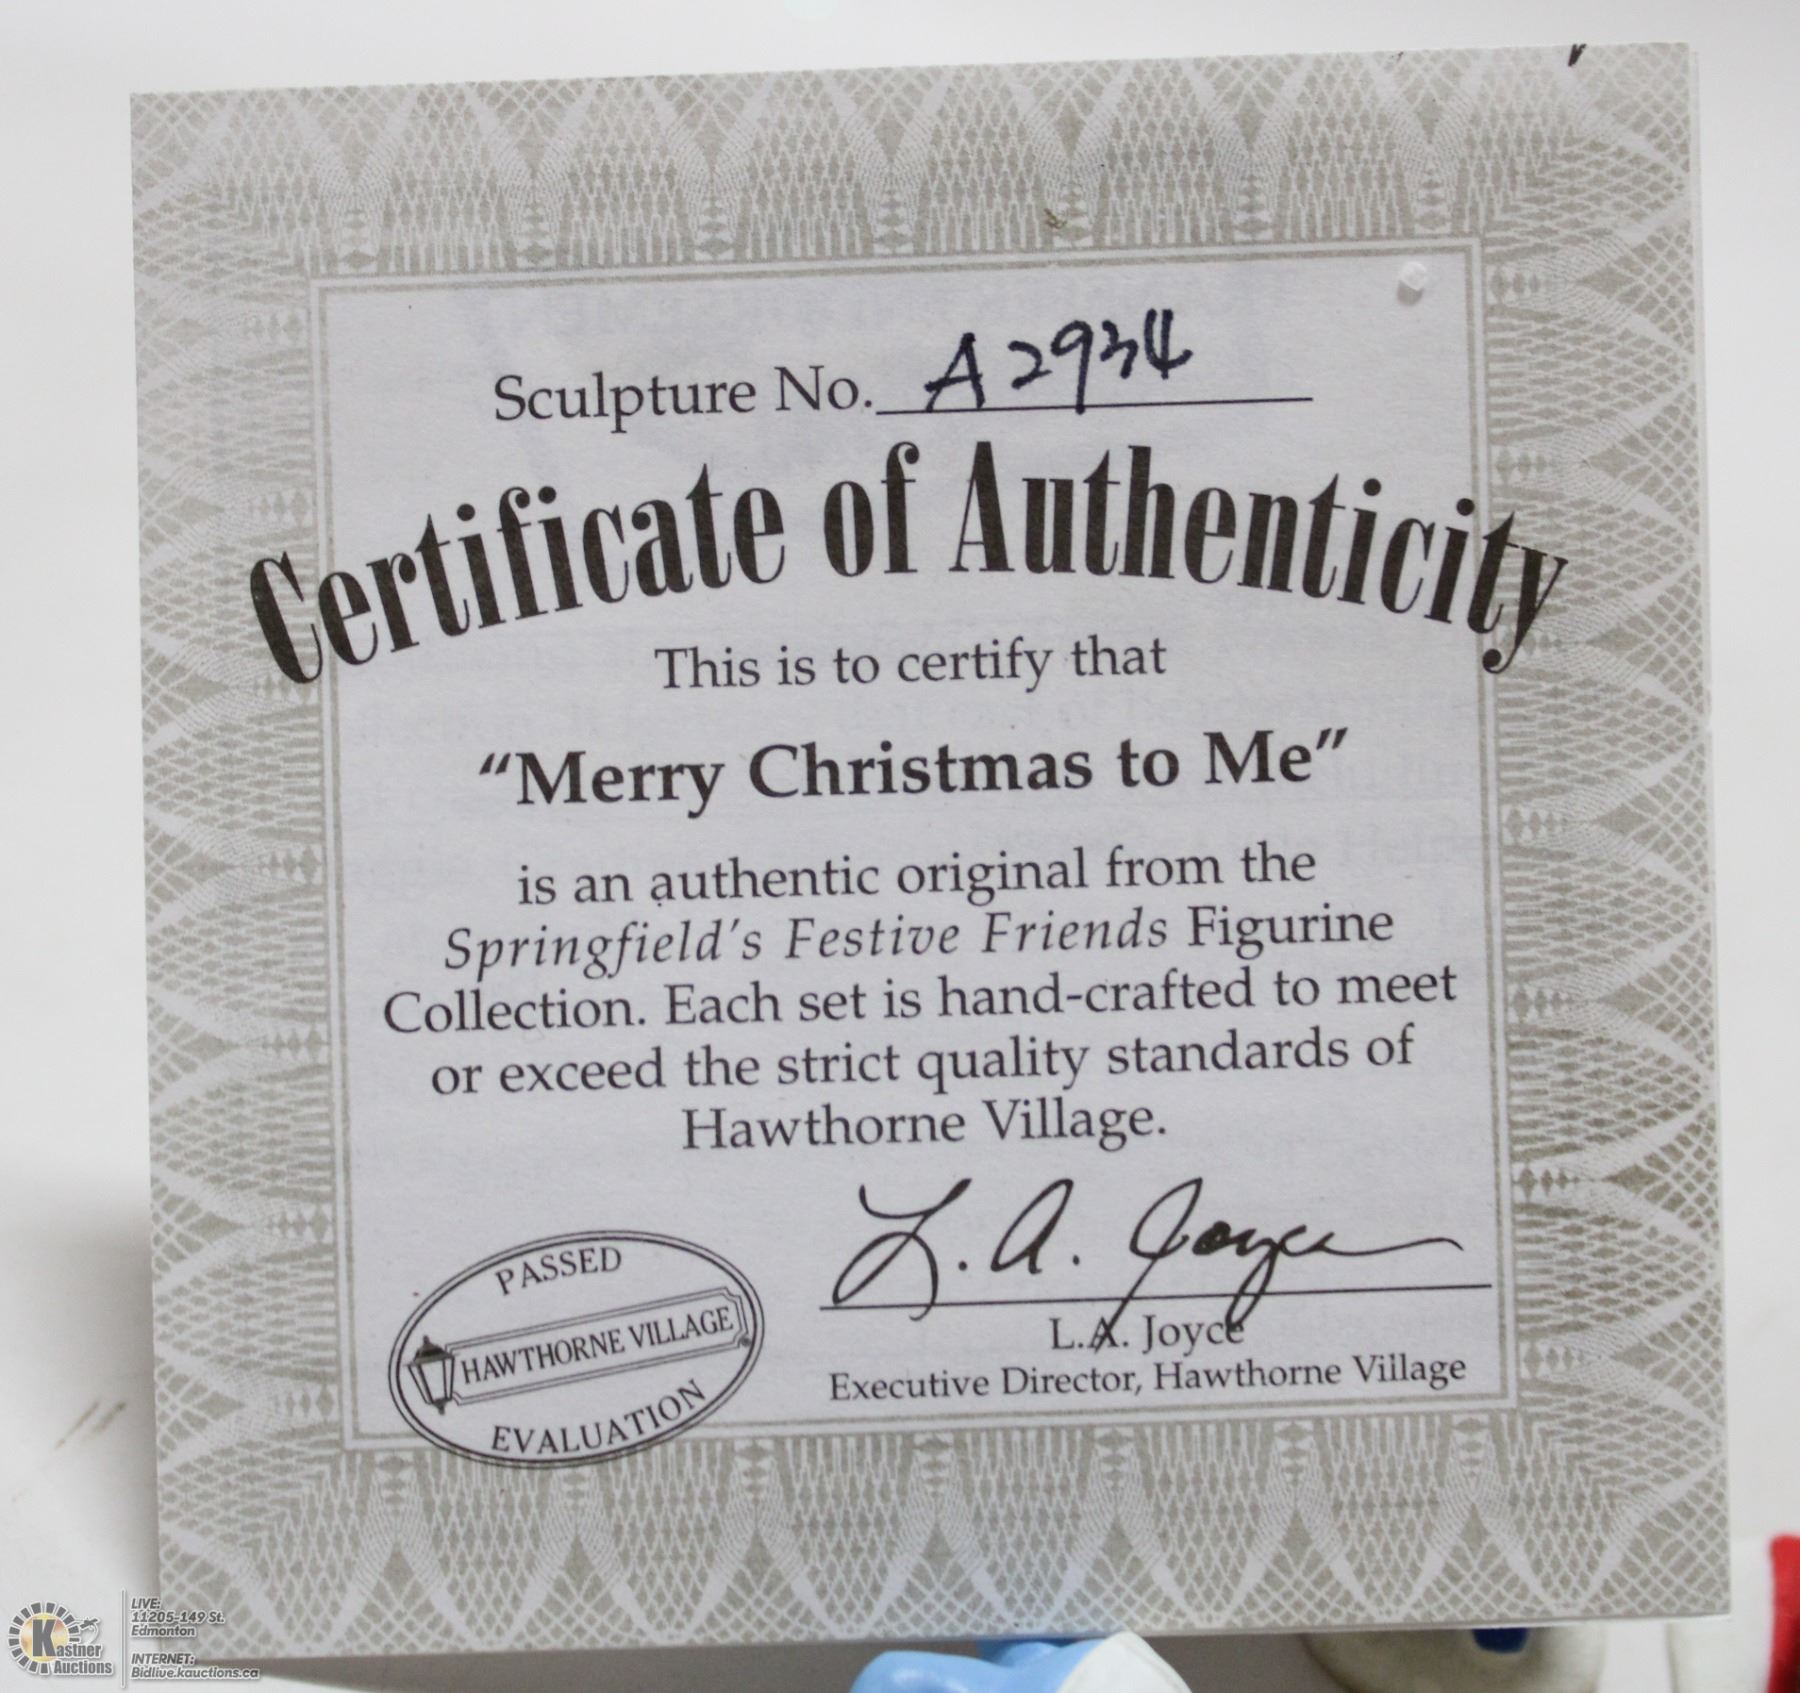 Sculpture No. A2934
Certificate of Authenticity
This is to certify that
“Merry Christmas to Me”
is an authentic original from the
Springfield's Festive Friends Figurine
Collection. Each set is hand-crafted to meet
or exceed the strict quality standards of
Hawthorne Village.
PASSED
HAWTHORNE VILLAGE
EVALUATION
L. A. Joyce
L.A. Joyce
Executive Director, Hawthorne Village
Kastner
Auctions
LIVE:
11205-149 St.
Edmonton
INTERNET:
Bidlive.kauctions.ca